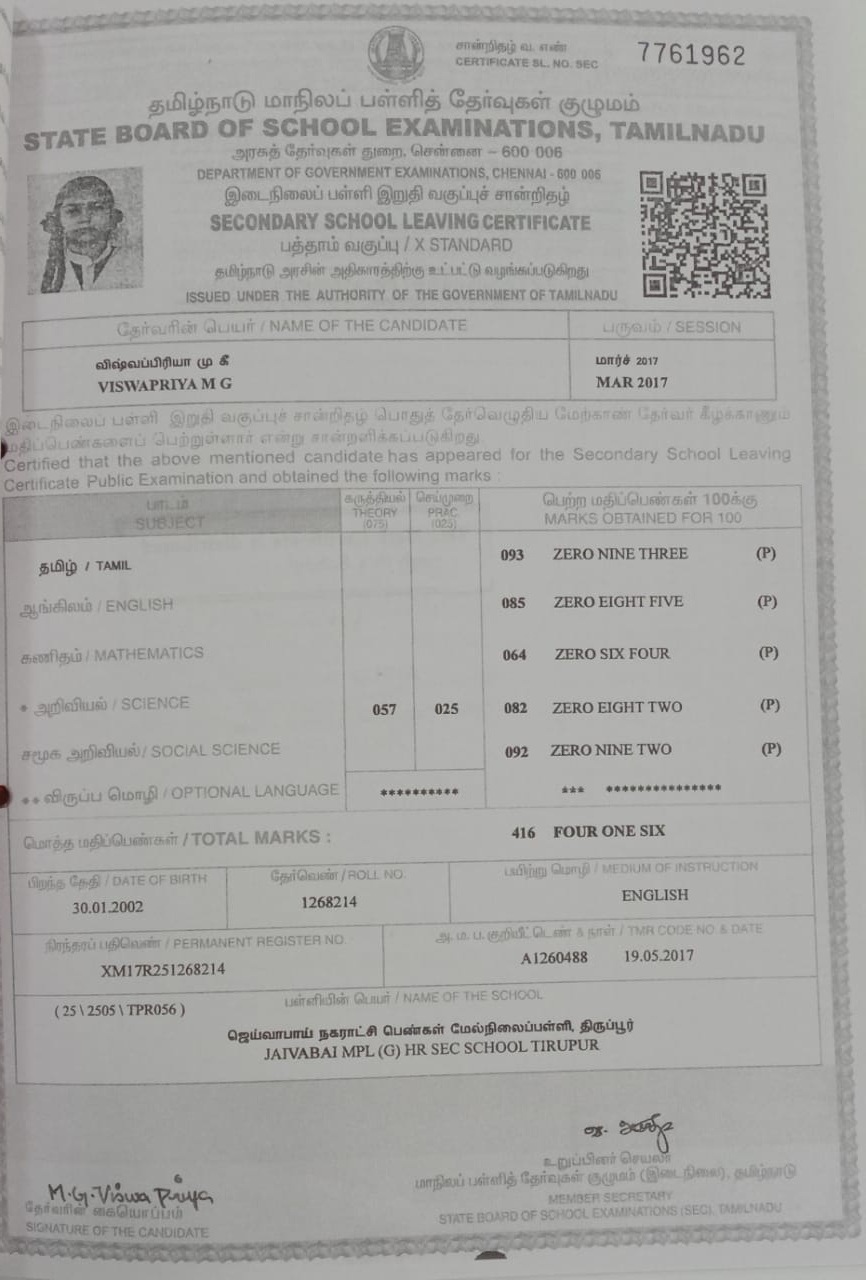 சான்றிதழ் வ. எண்
CERTIFICATE SL. NO. SEC 7761962
தமிழ்நாடு மாநிலப் பள்ளித் தேர்வுகள் குழுமம்
STATE BOARD OF SCHOOL EXAMINATIONS, TAMILNADU
அரசுத் தேர்வுகள் துறை, சென்னை – 600 006
DEPARTMENT OF GOVERNMENT EXAMINATIONS, CHENNAI - 600 006
இடைநிலைப் பள்ளி இறுதி வகுப்புச் சான்றிதழ்
SECONDARY SCHOOL LEAVING CERTIFICATE
பத்தாம் வகுப்பு / X STANDARD
தமிழ்நாடு அரசின் அதிகாரத்திற்கு உட்பட்டு வழங்கப்படுகிறது
ISSUED UNDER THE AUTHORITY OF THE GOVERNMENT OF TAMILNADU
தேர்வரின் பெயர் / NAME OF THE CANDIDATE பருவம் / SESSION
விஷ்வப்பிரியா மு கீ மார்ச் 2017
VISWAPRIYA M G MAR 2017
இடைநிலைப் பள்ளி இறுதி வகுப்புச் சான்றிதழ் பொதுத் தேர்வெழுதிய மேற்காண் தேர்வர் கீழ்க்காணும்
மதிப்பெண்களைப் பெற்றுள்ளார் என்று சான்றளிக்கப்படுகிறது.
Certified that the above mentioned candidate has appeared for the Secondary School Leaving
Certificate Public Examination and obtained the following marks :
பாடம் கருத்தியல் செய்முறை பெற்ற மதிப்பெண்கள் 100க்கு
SUBJECT THEORY PRAC MARKS OBTAINED FOR 100
(075) (025)
தமிழ் / TAMIL 093 ZERO NINE THREE (P)
ஆங்கிலம் / ENGLISH 085 ZERO EIGHT FIVE (P)
கணிதம் / MATHEMATICS 064 ZERO SIX FOUR (P)
* அறிவியல் / SCIENCE 057 025 082 ZERO EIGHT TWO (P)
சமூக அறிவியல் / SOCIAL SCIENCE 092 ZERO NINE TWO (P)
** விருப்ப மொழி / OPTIONAL LANGUAGE ********** *** ***************
மொத்த மதிப்பெண்கள் / TOTAL MARKS : 416 FOUR ONE SIX
பிறந்த தேதி / DATE OF BIRTH தேர்வெண் / ROLL NO. பயிற்று மொழி / MEDIUM OF INSTRUCTION
30.01.2002 1268214 ENGLISH
நிரந்தரப் பதிவெண் / PERMANENT REGISTER NO. அ. ம. ப. குறியீட்டெண் & நாள் / TMR CODE NO & DATE
XM17R251268214 A1260488 19.05.2017
( 25 \ 2505 \ TPR056 ) பள்ளியின் பெயர் / NAME OF THE SCHOOL
ஜெய்வாபாய் நகராட்சி பெண்கள் மேல்நிலைப்பள்ளி, திருப்பூர்
JAIVABAI MPL (G) HR SEC SCHOOL TIRUPUR
உறுப்பினர் செயலர்
M.G.Viswa Priya மாநிலப் பள்ளித் தேர்வுகள் குழுமம் (இடைநிலை), தமிழ்நாடு
தேர்வரின் கையொப்பம் MEMBER SECRETARY
SIGNATURE OF THE CANDIDATE STATE BOARD OF SCHOOL EXAMINATIONS (SEC), TAMILNADU